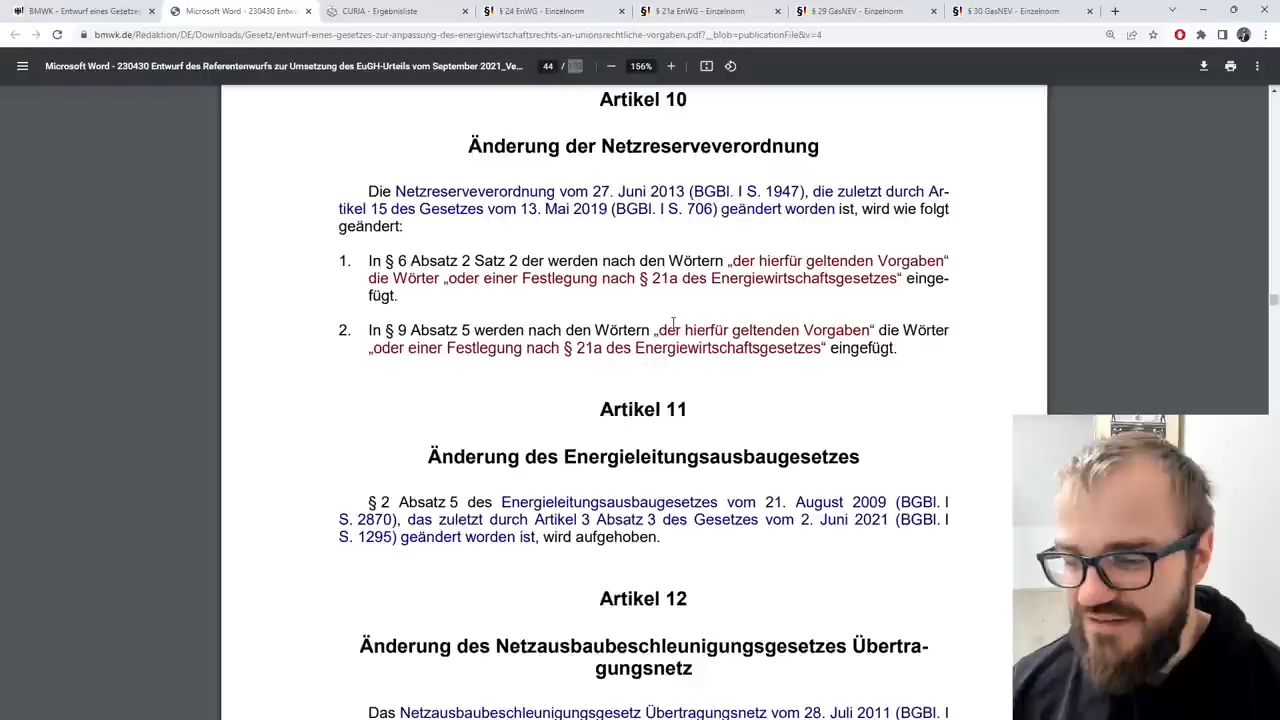 BMWK - Entwurf eines Gesetze
Microsoft Word - 230430 Entwu
CURIA - Ergebnisliste
§ 24 EnWG - Einzelnorm
§ 21a EnWG - Einzelnorm
§ 29 GasNEV - Einzelnorm
§ 30 GasNEV - Einzelnorm
bmwk.de/Redaktion/DE/Downloads/Gesetz/entwurf-eines-gesetzes-zur-anpassung-des-energiewirtschaftsrechts-an-unionsrechtliche-vorgaben.pdf?__blob=publicationFile&v=4
Microsoft Word - 230430 Entwurf des Referentenwurfs zur Umsetzung des EuGH-Urteils vom September 2021_Ve...
44 /
156%
Artikel 10
Änderung der Netzreserveverordnung
Die Netzreserveverordnung vom 27. Juni 2013 (BGBl. I S. 1947), die zuletzt durch Ar-
tikel 15 des Gesetzes vom 13. Mai 2019 (BGBl. I S. 706) geändert worden ist, wird wie folgt
geändert:
1. In § 6 Absatz 2 Satz 2 der werden nach den Wörtern „der hierfür geltenden Vorgaben“
die Wörter „oder einer Festlegung nach § 21a des Energiewirtschaftsgesetzes“ einge-
fügt.
2. In § 9 Absatz 5 werden nach den Wörtern „der hierfür geltenden Vorgaben“ die Wörter
„oder einer Festlegung nach § 21a des Energiewirtschaftsgesetzes“ eingefügt.
Artikel 11
Änderung des Energieleitungsausbaugesetzes
§ 2 Absatz 5 des Energieleitungsausbaugesetzes vom 21. August 2009 (BGBl. I
S. 2870), das zuletzt durch Artikel 3 Absatz 3 des Gesetzes vom 2. Juni 2021 (BGBl. I
S. 1295) geändert worden ist, wird aufgehoben.
Artikel 12
Änderung des Netzausbaubeschleunigungsgesetzes Übertra-
gungsnetz
Das Netzausbaubeschleunigungsgesetz Übertragungsnetz vom 28. Juli 2011 (BGBl. I